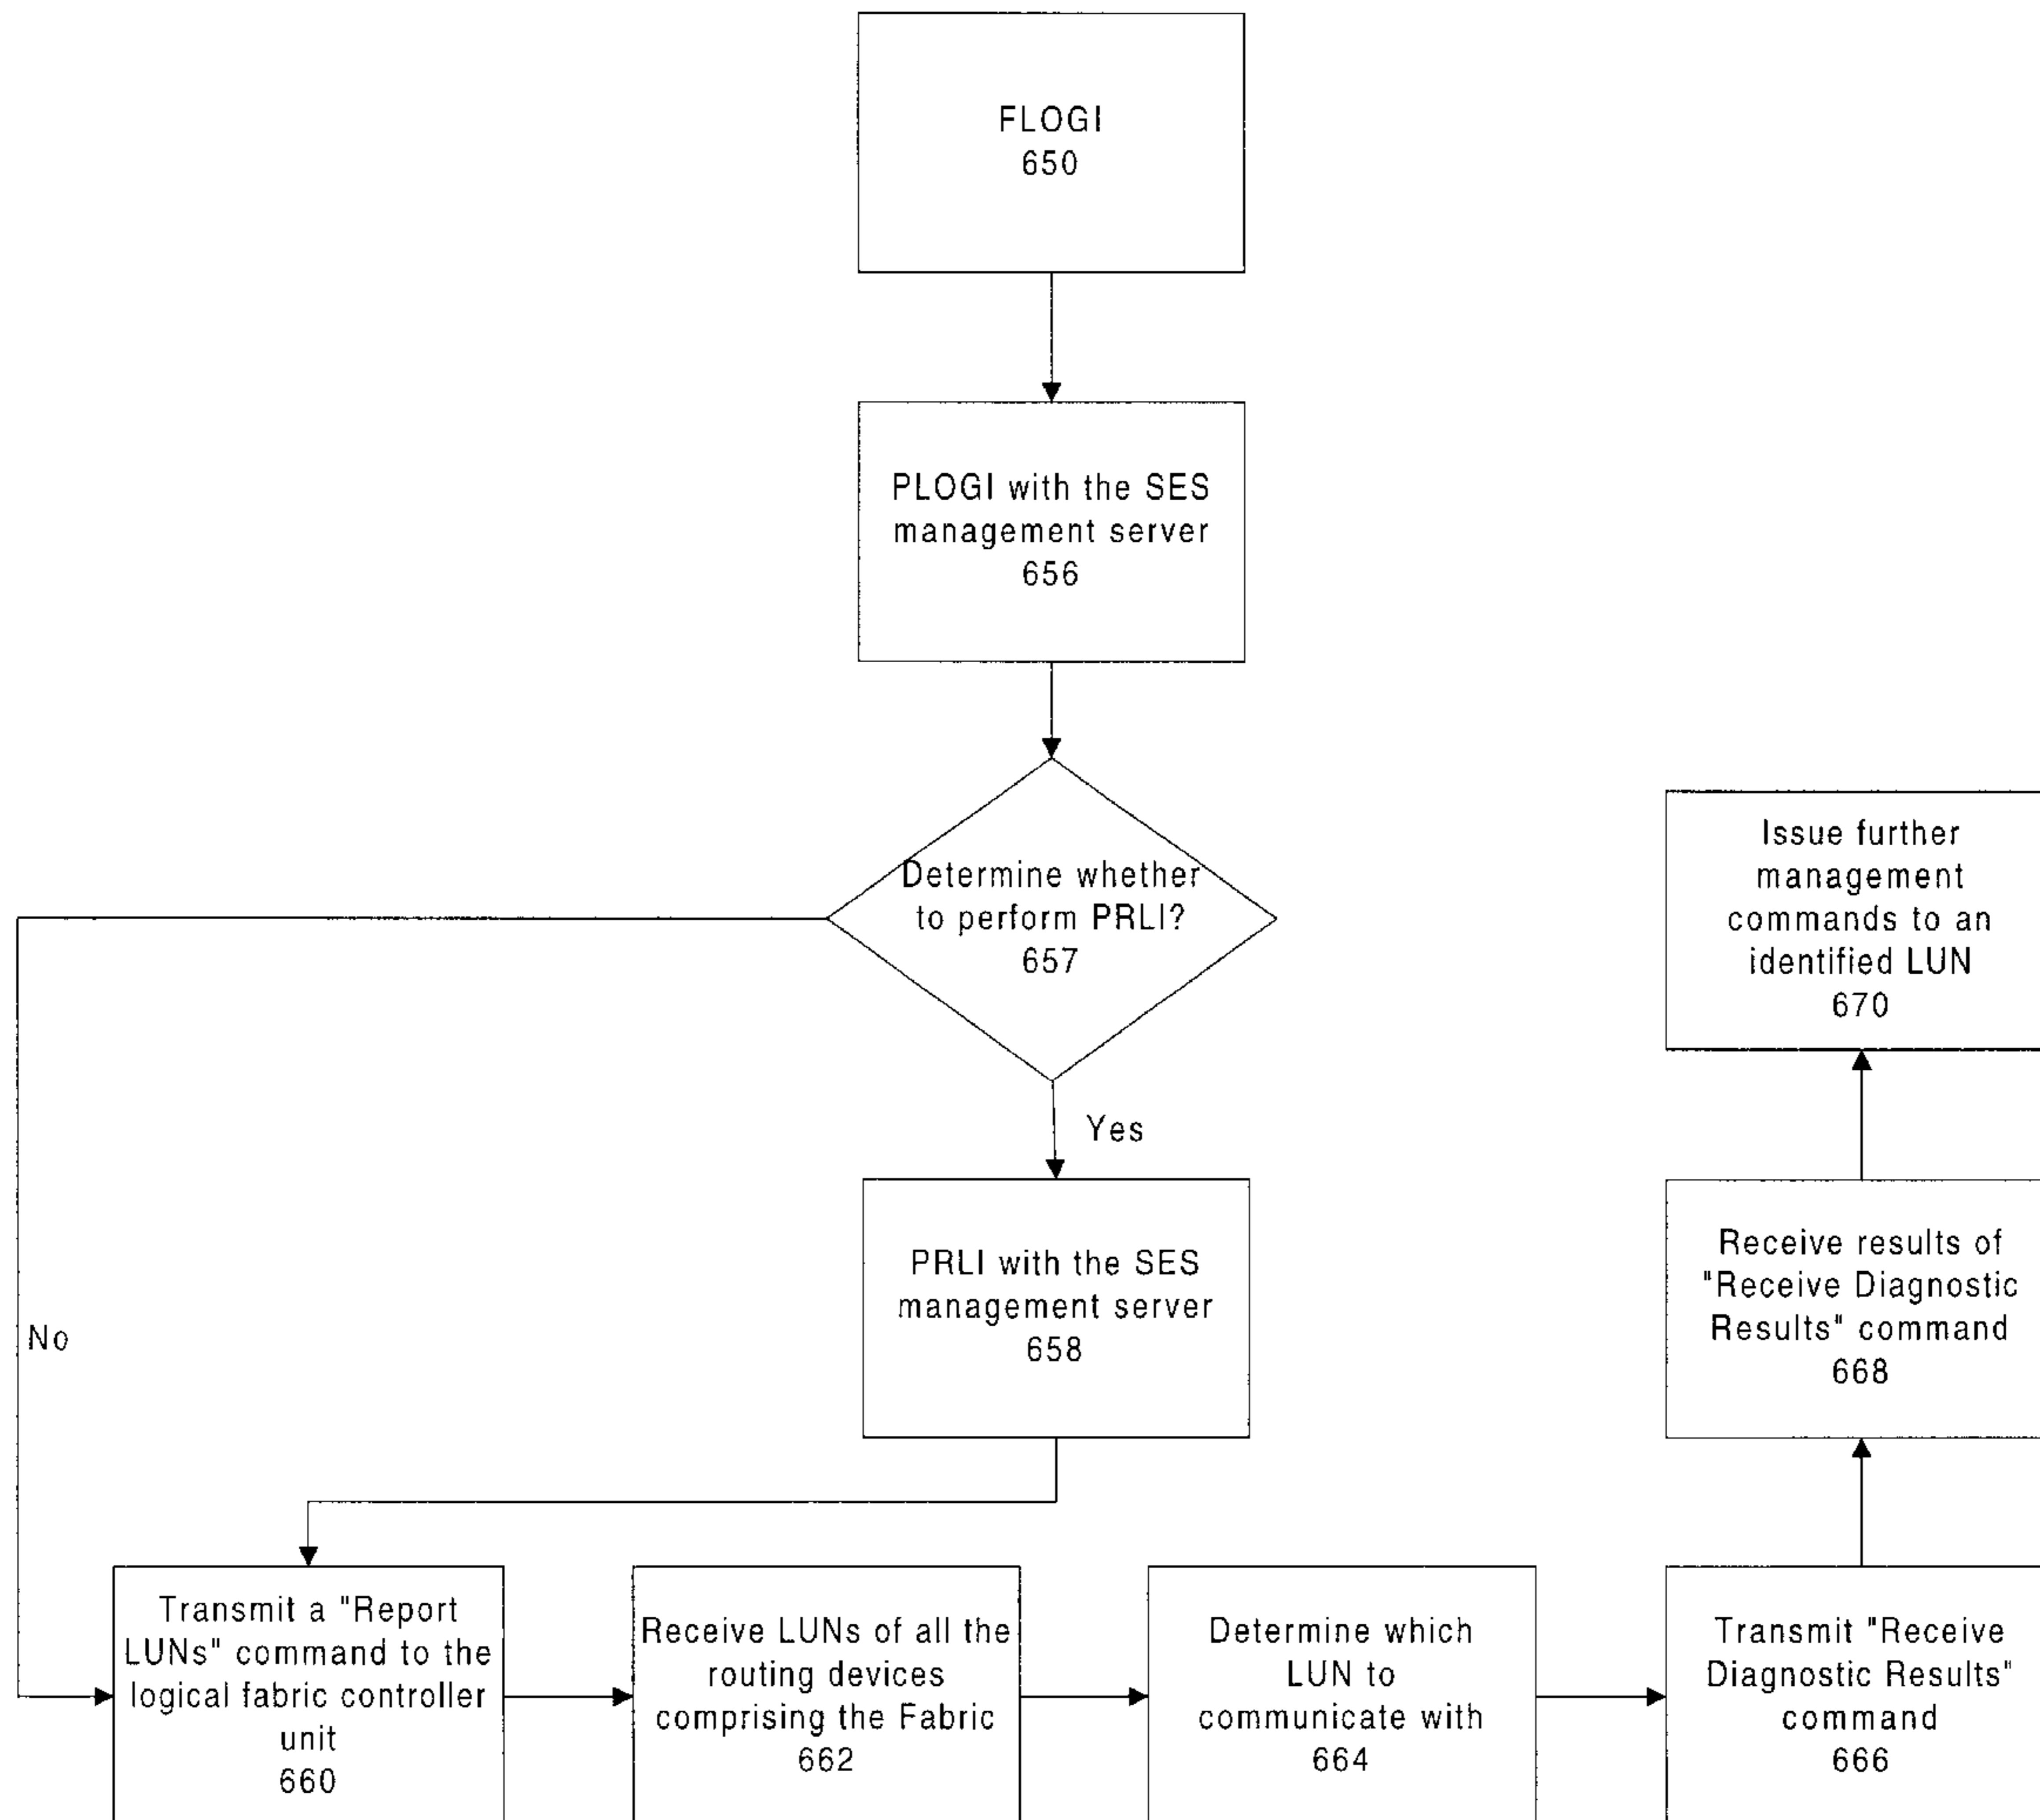 FLOGI
650
PLOGI with the SES
management server
656
Determine whether
to perform PRLI?
657
Yes
No
PRLI with the SES
management server
658
Transmit a "Report
LUNs" command to the
logical fabric controller
unit
660
Receive LUNs of all the
routing devices
comprising the Fabric
662
Determine which
LUN to
communicate with
664
Transmit "Receive
Diagnostic Results"
command
666
Receive results of
"Receive Diagnostic
Results" command
668
Issue further
management
commands to an
identified LUN
670